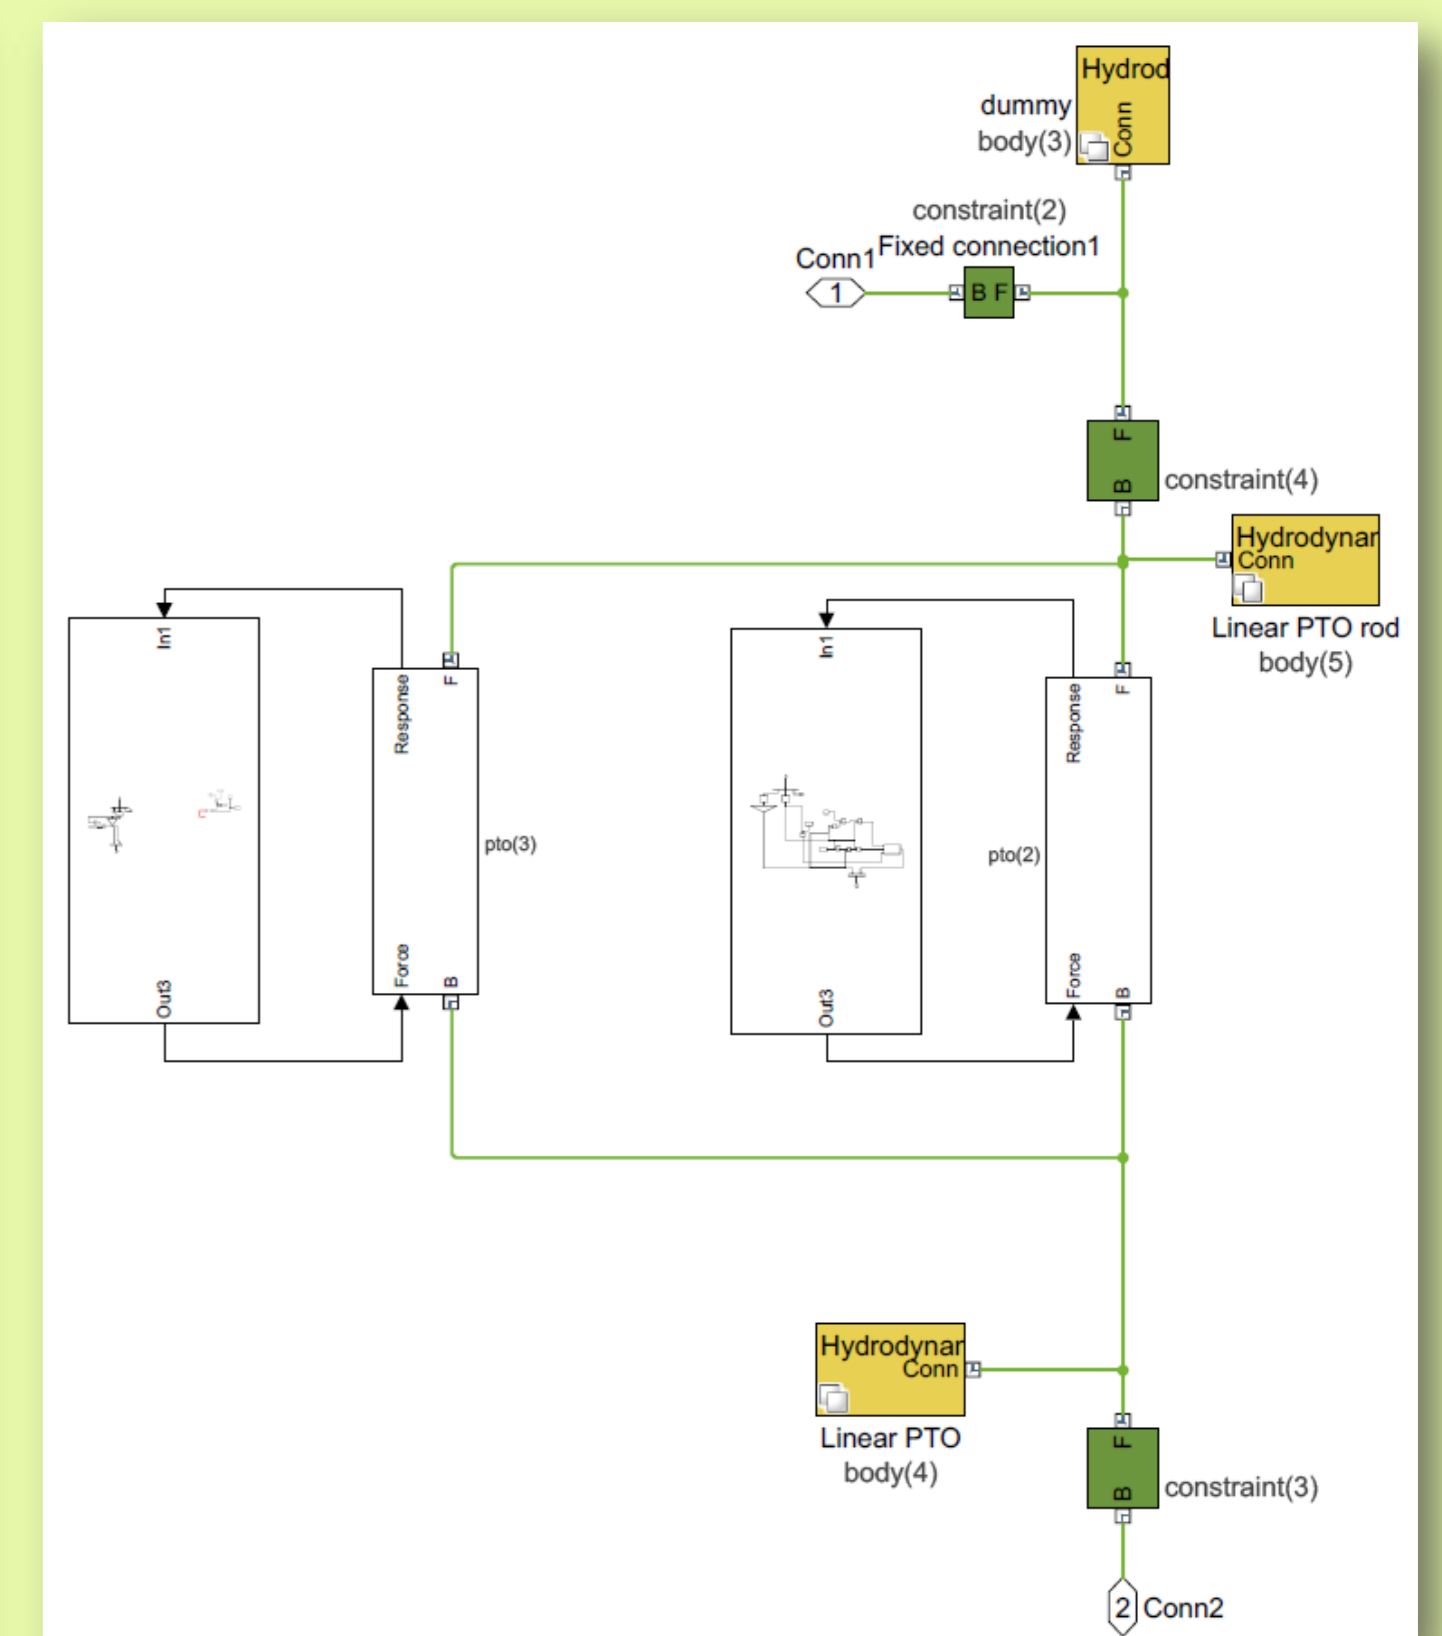 Hydrod
dummy
body(3)
Conn
constraint(2)
Fixed connection1
Conn1
1
B F
F
B
constraint(4)
Hydrodynar
Conn
Linear PTO rod
body(5)
In1
Response
F
pto(3)
Force
B
Out3
In1
Response
F
pto(2)
Force
B
Out3
Hydrodynar
Conn
Linear PTO
body(4)
F
B
constraint(3)
2
Conn2